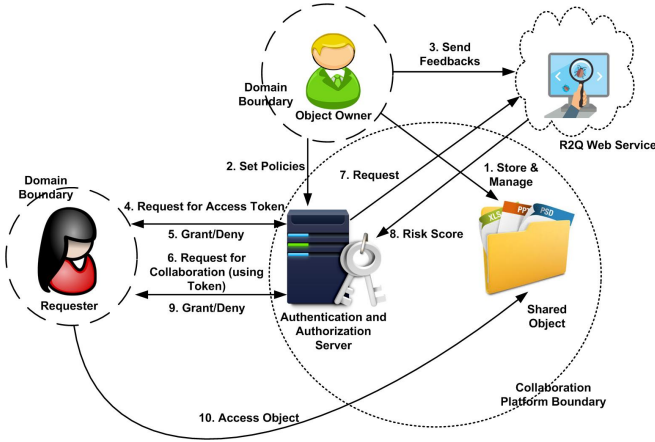 3. Send
Feedbacks
Domain
Boundary
Object Owner
R2Q Web Service
2. Set Policies
7. Request
1. Store &
Manage
Domain
Boundary
4. Request for Access Token
5. Grant/Deny
6. Request for
Collaboration (using
Token)
9. Grant/Deny
Requester
8. Risk Score
XLS
PPT
PSD
Authentication and
Authorization
Server
Shared
Object
Collaboration
Platform Boundary
10. Access Object